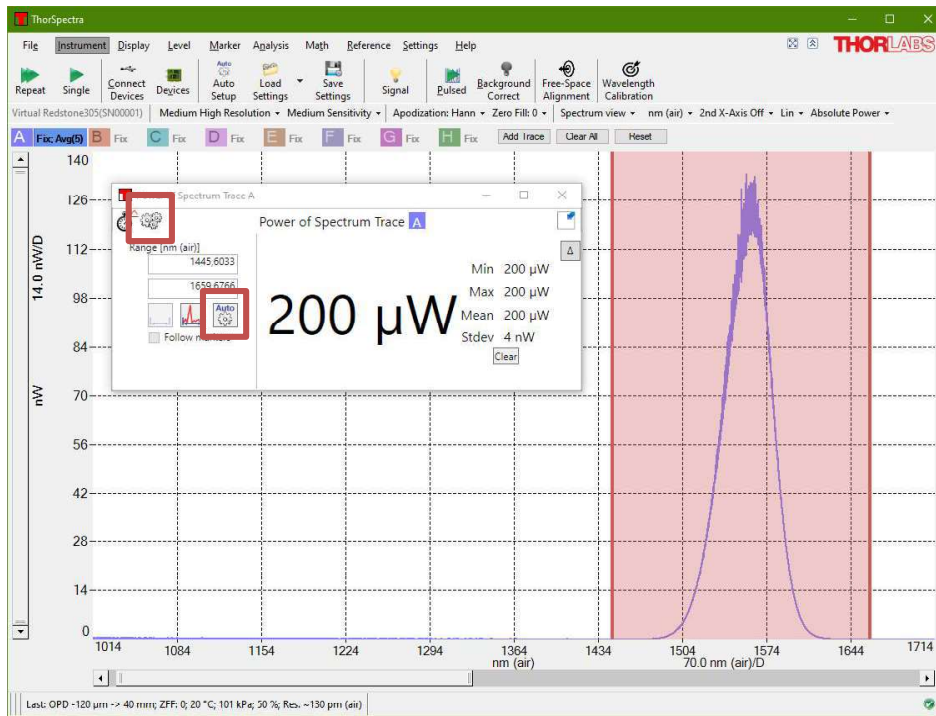 ThorSpectra
File Instrument Display Level Marker Analysis Math Reference Settings Help
THORLABS
Repeat Single Connect Devices Devices Auto Auto Setup Load Settings Save Settings Signal Pulsed Background Correct Free-Space Alignment Wavelength Calibration
Virtual Redstone305(SN00001) Medium High Resolution Medium Sensitivity Apodization: Hann Zero Fill: 0 Spectrum view nm (air) 2nd X-Axis Off Lin Absolute Power
A Fix; Avg(5) B Fix C Fix D Fix E Fix F Fix G Fix H Fix Add Trace Clear All Reset
140
126
112
98
84
70
56
42
28
14
0
14.0 nW/D
nW
Spectrum Trace A
Power of Spectrum Trace A
Range [nm (air)]
1445,6033
1659,6766
Auto
Follow
200 µW
Δ
Min 200 µW
Max 200 µW
Mean 200 µW
Stdev 4 nW
Clear
1014 1084 1154 1224 1294 1364 1434 1504 1574 1644 1714
nm (air) 70.0 nm (air)/D
Last: OPD -120 µm -> 40 mm; ZFF: 0; 20 °C; 101 kPa; 50 %; Res. ~130 pm (air)